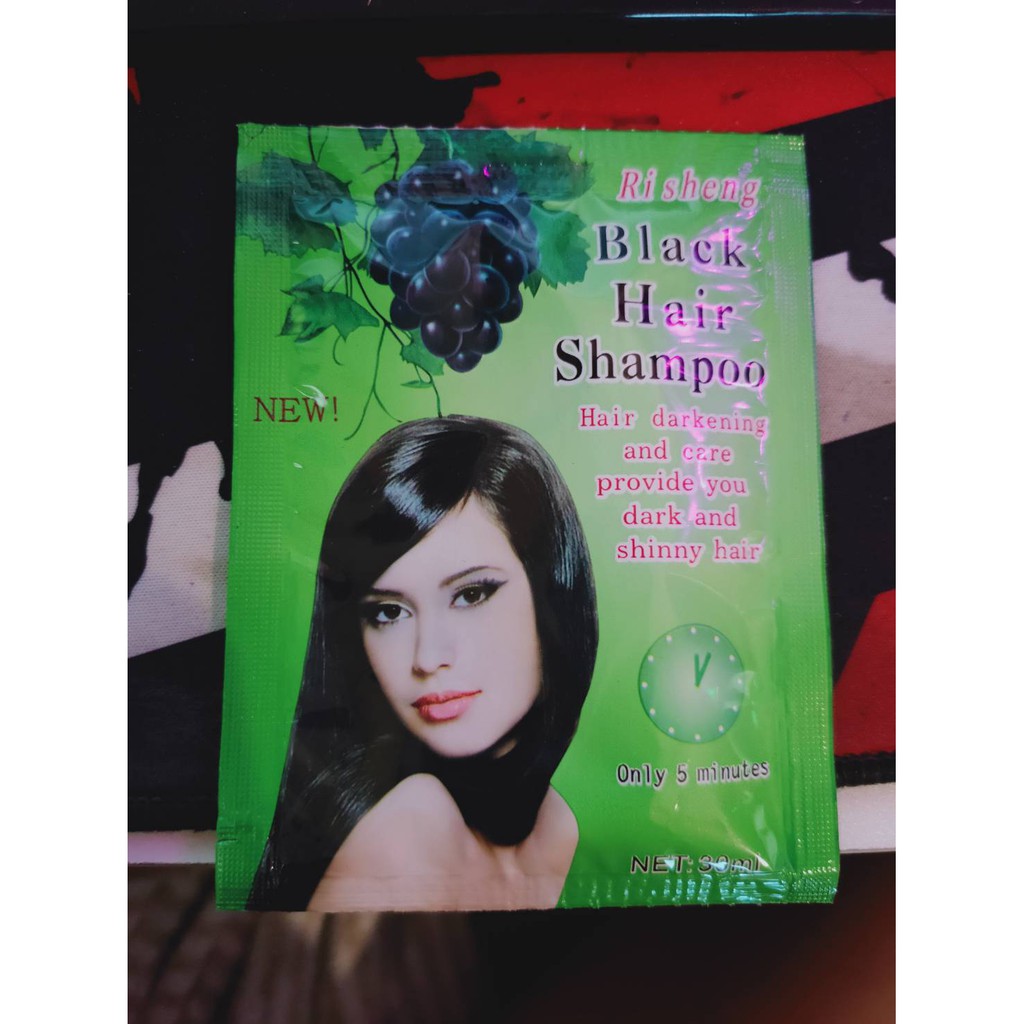 Ri sheng
Black
Hair
Shampoo
NEW!
Hair darkening
and care
provide you
dark and
shinny hair
Only 5 minutes
NET: 30ml